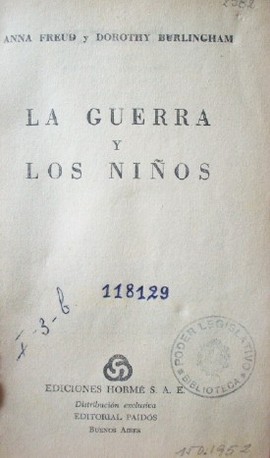 ANNA FREUD y DOROTHY BURLINGHAM
LA GUERRA
Y
LOS NIÑOS
118129
X-3-b
PODER LEGISLATIVO
BIBLIOTECA
EDICIONES HORMÉ S. A. E.
Distribución exclusiva
EDITORIAL PAIDOS
BUENOS AIRES